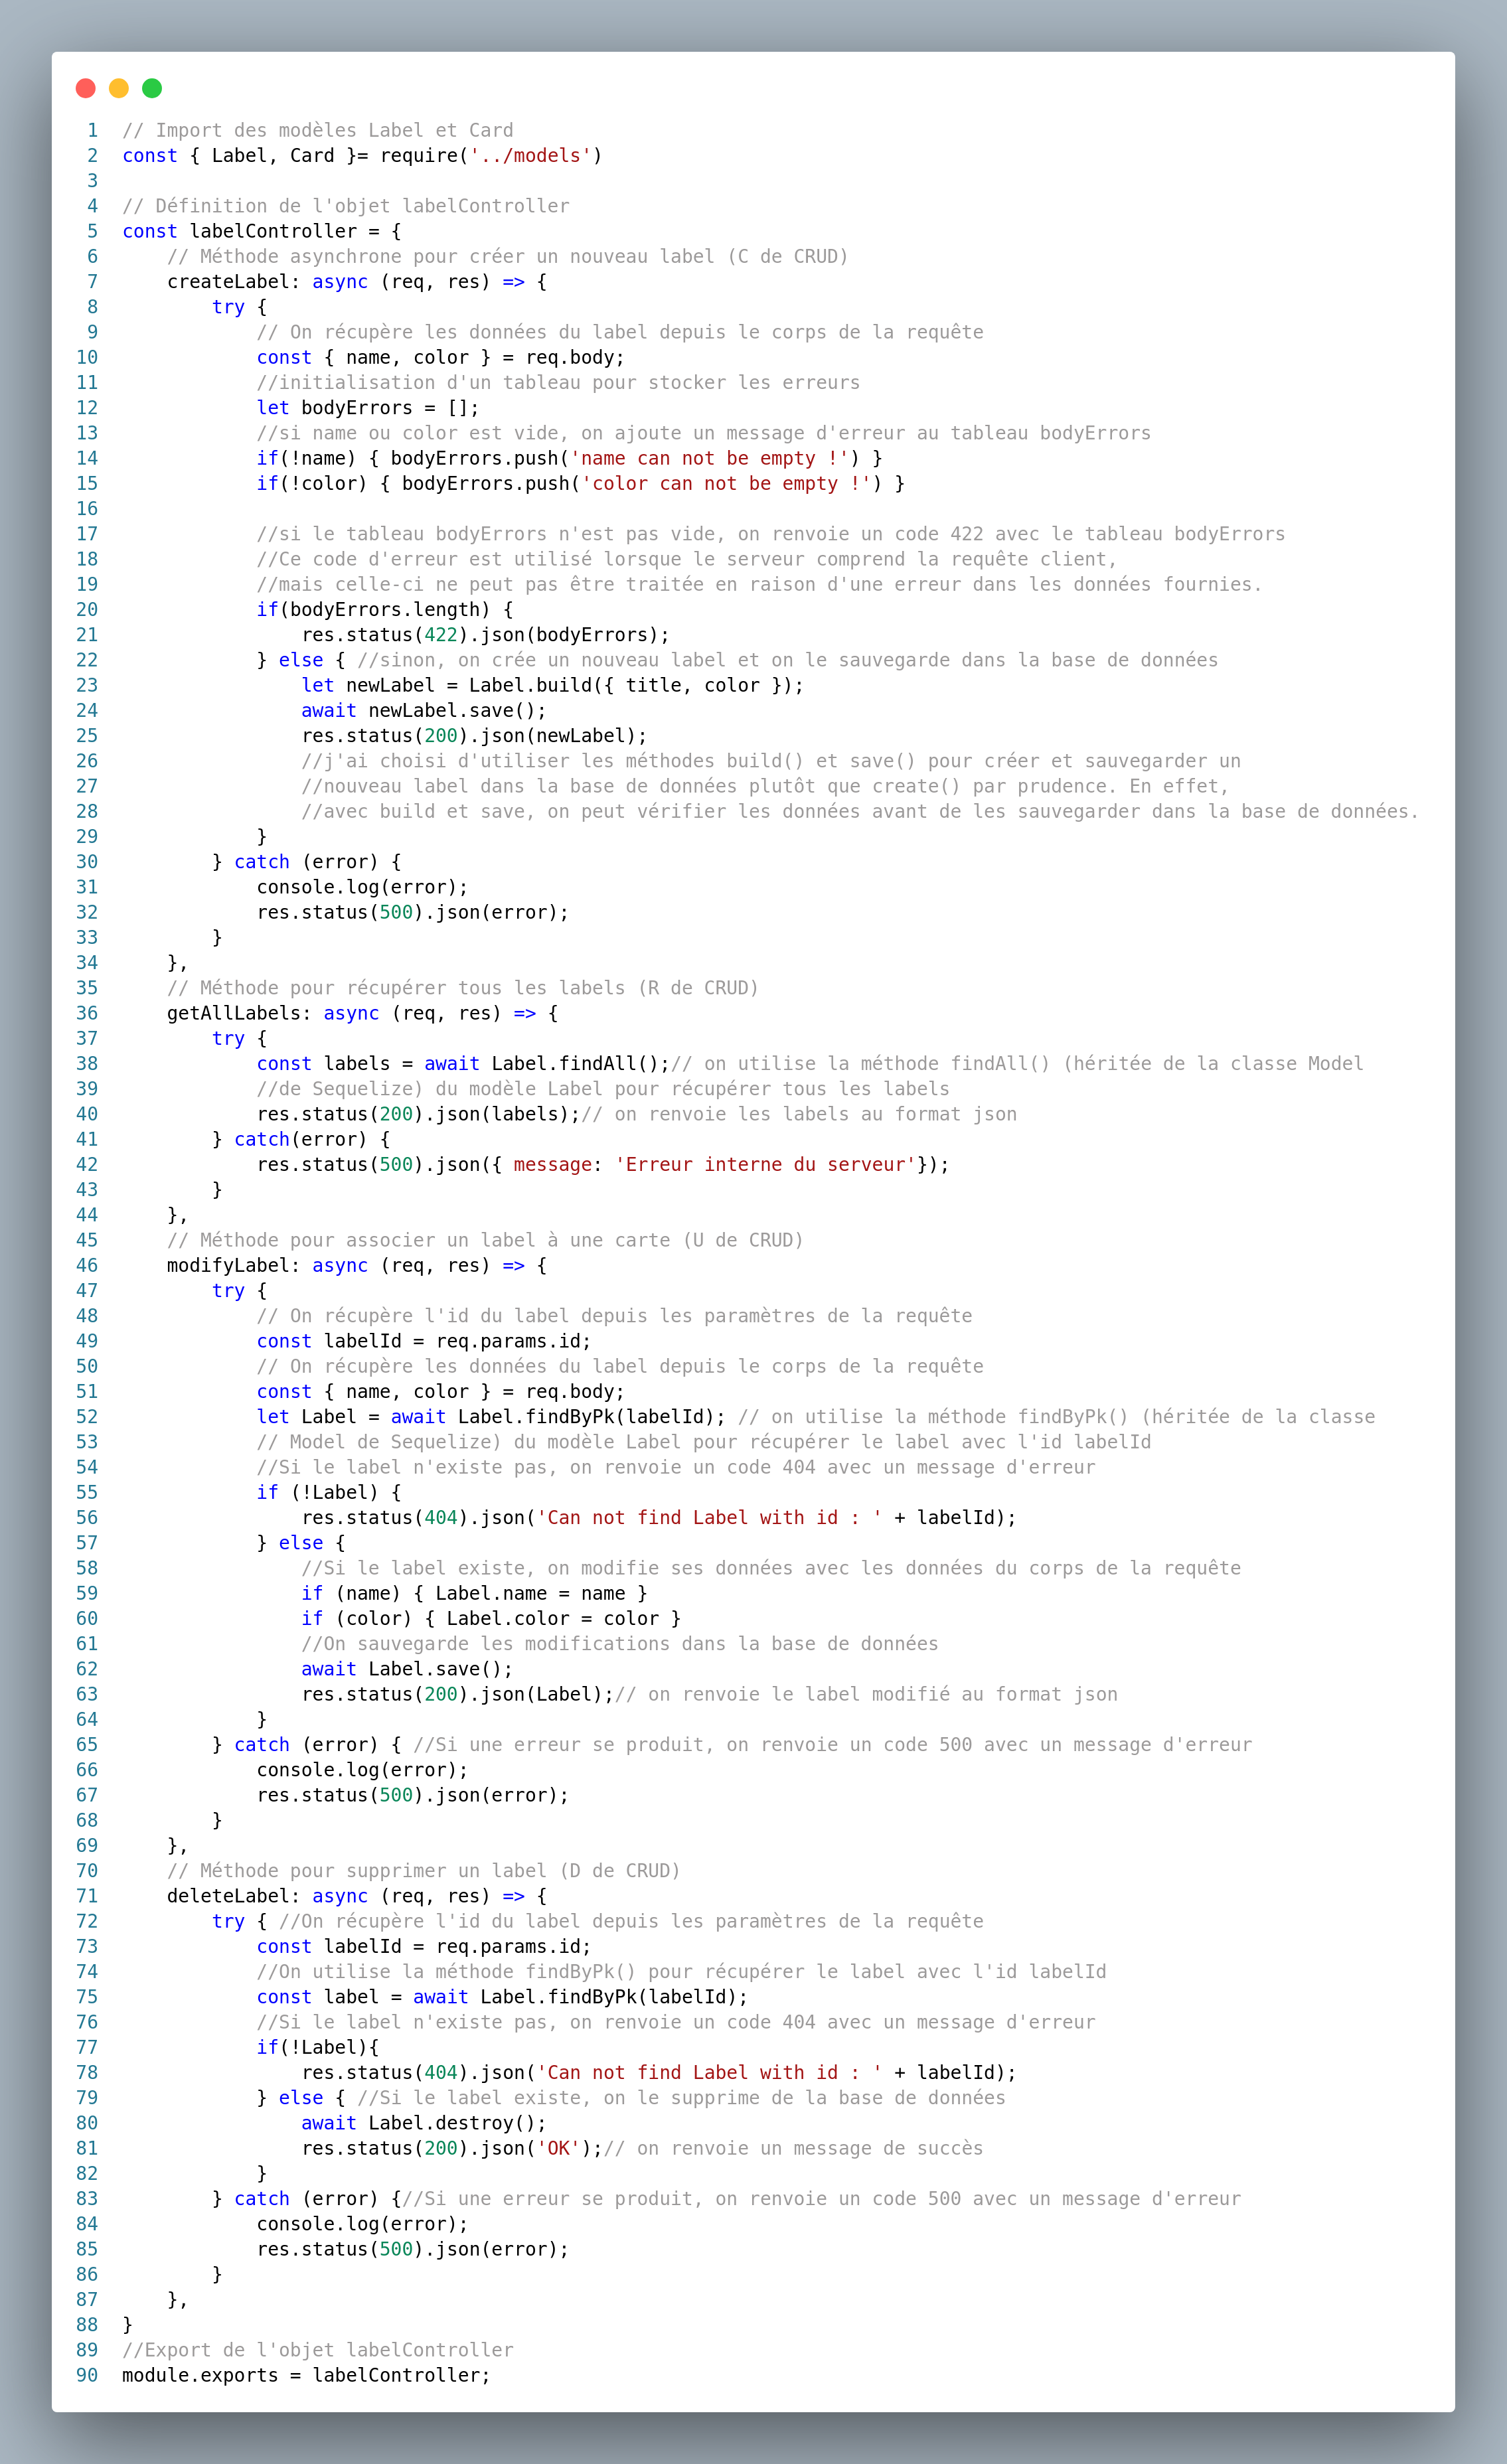 1 // Import des modèles Label et Card
2 const { Label, Card }= require('../models')
3
4 // Définition de l'objet labelController
5 const labelController = {
6     // Méthode asynchrone pour créer un nouveau label (C de CRUD)
7     createLabel: async (req, res) => {
8         try {
9             // On récupère les données du label depuis le corps de la requête
10             const { name, color } = req.body;
11             //initialisation d'un tableau pour stocker les erreurs
12             let bodyErrors = [];
13             //si name ou color est vide, on ajoute un message d'erreur au tableau bodyErrors
14             if(!name) { bodyErrors.push('name can not be empty !') }
15             if(!color) { bodyErrors.push('color can not be empty !') }
16
17             //si le tableau bodyErrors n'est pas vide, on renvoie un code 422 avec le tableau bodyErrors
18             //Ce code d'erreur est utilisé lorsque le serveur comprend la requête client,
19             //mais celle-ci ne peut pas être traitée en raison d'une erreur dans les données fournies.
20             if(bodyErrors.length) {
21                 res.status(422).json(bodyErrors);
22             } else { //sinon, on crée un nouveau label et on le sauvegarde dans la base de données
23                 let newLabel = Label.build({ title, color });
24                 await newLabel.save();
25                 res.status(200).json(newLabel);
26                 //j'ai choisi d'utiliser les méthodes build() et save() pour créer et sauvegarder un
27                 //nouveau label dans la base de données plutôt que create() par prudence. En effet,
28                 //avec build et save, on peut vérifier les données avant de les sauvegarder dans la base de données.
29             }
30         } catch (error) {
31             console.log(error);
32             res.status(500).json(error);
33         }
34     },
35     // Méthode pour récupérer tous les labels (R de CRUD)
36     getAllLabels: async (req, res) => {
37         try {
38             const labels = await Label.findAll();// on utilise la méthode findAll() (héritée de la classe Model
39             //de Sequelize) du modèle Label pour récupérer tous les labels
40             res.status(200).json(labels);// on renvoie les labels au format json
41         } catch(error) {
42             res.status(500).json({ message: 'Erreur interne du serveur'});
43         }
44     },
45     // Méthode pour associer un label à une carte (U de CRUD)
46     modifyLabel: async (req, res) => {
47         try {
48             // On récupère l'id du label depuis les paramètres de la requête
49             const labelId = req.params.id;
50             // On récupère les données du label depuis le corps de la requête
51             const { name, color } = req.body;
52             let Label = await Label.findByPk(labelId); // on utilise la méthode findByPk() (héritée de la classe
53             // Model de Sequelize) du modèle Label pour récupérer le label avec l'id labelId
54             //Si le label n'existe pas, on renvoie un code 404 avec un message d'erreur
55             if (!Label) {
56                 res.status(404).json('Can not find Label with id : ' + labelId);
57             } else {
58                 //Si le label existe, on modifie ses données avec les données du corps de la requête
59                 if (name) { Label.name = name }
60                 if (color) { Label.color = color }
61                 //On sauvegarde les modifications dans la base de données
62                 await Label.save();
63                 res.status(200).json(Label);// on renvoie le label modifié au format json
64             }
65         } catch (error) { //Si une erreur se produit, on renvoie un code 500 avec un message d'erreur
66             console.log(error);
67             res.status(500).json(error);
68         }
69     },
70     // Méthode pour supprimer un label (D de CRUD)
71     deleteLabel: async (req, res) => {
72         try { //On récupère l'id du label depuis les paramètres de la requête
73             const labelId = req.params.id;
74             //On utilise la méthode findByPk() pour récupérer le label avec l'id labelId
75             const label = await Label.findByPk(labelId);
76             //Si le label n'existe pas, on renvoie un code 404 avec un message d'erreur
77             if(!Label){
78                 res.status(404).json('Can not find Label with id : ' + labelId);
79             } else { //Si le label existe, on le supprime de la base de données
80                 await Label.destroy();
81                 res.status(200).json('OK');// on renvoie un message de succès
82             }
83         } catch (error) {//Si une erreur se produit, on renvoie un code 500 avec un message d'erreur
84             console.log(error);
85             res.status(500).json(error);
86         }
87     },
88 }
89 //Export de l'objet labelController
90 module.exports = labelController;